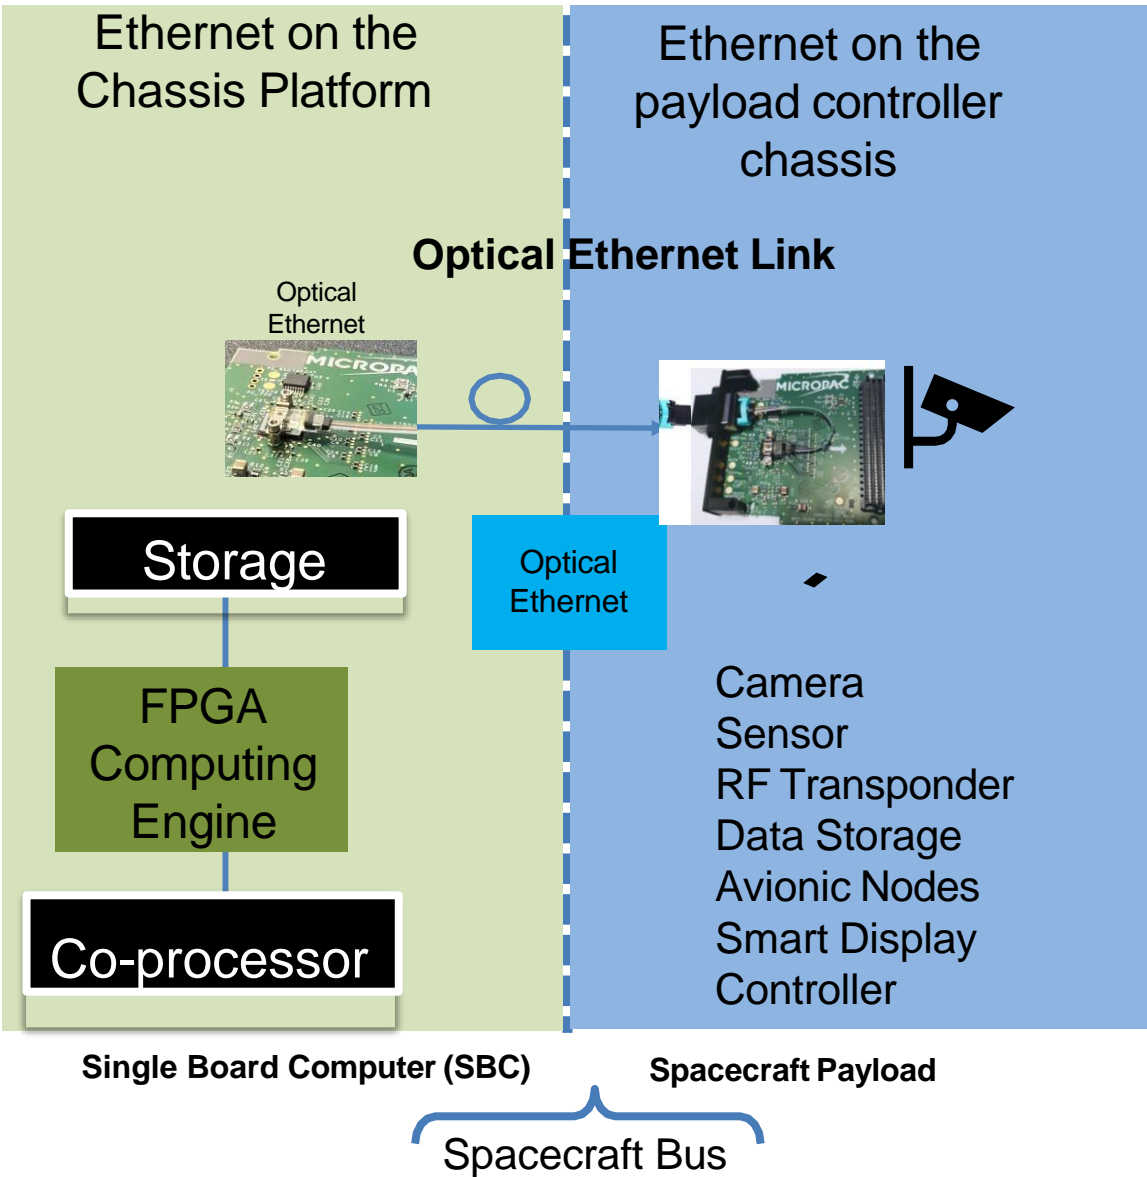 Ethernet on the
Chassis Platform
Ethernet on the
payload controller
chassis
Optical Ethernet Link
Optical
Ethernet
MICROPAC
MICROPAC
Storage
Optical
Ethernet
FPGA
Computing
Engine
Co-processor
Camera
Sensor
RF Transponder
Data Storage
Avionic Nodes
Smart Display
Controller
Single Board Computer (SBC)
Spacecraft Payload
Spacecraft Bus